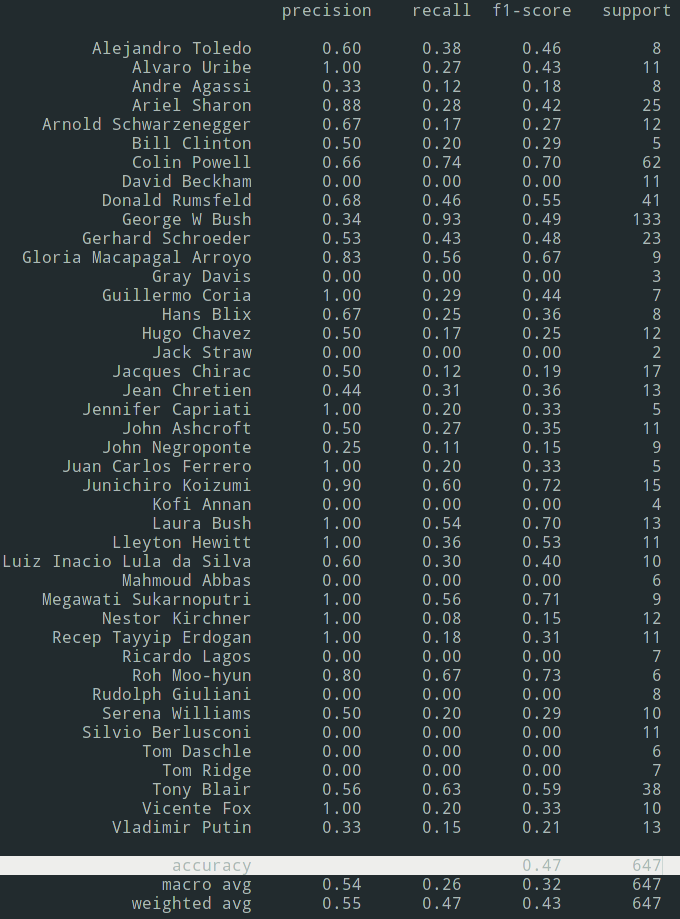 precision recall f1-score support
Alejandro Toledo 0.60 0.38 0.46 8
Alvaro Uribe 1.00 0.27 0.43 11
Andre Agassi 0.33 0.12 0.18 8
Ariel Sharon 0.88 0.28 0.42 25
Arnold Schwarzenegger 0.67 0.17 0.27 12
Bill Clinton 0.50 0.20 0.29 5
Colin Powell 0.66 0.74 0.70 62
David Beckham 0.00 0.00 0.00 11
Donald Rumsfeld 0.68 0.46 0.55 41
George W Bush 0.34 0.93 0.49 133
Gerhard Schroeder 0.53 0.43 0.48 23
Gloria Macapagal Arroyo 0.83 0.56 0.67 9
Gray Davis 0.00 0.00 0.00 3
Guillermo Coria 1.00 0.29 0.44 7
Hans Blix 0.67 0.25 0.36 8
Hugo Chavez 0.50 0.17 0.25 12
Jack Straw 0.00 0.00 0.00 2
Jacques Chirac 0.50 0.12 0.19 17
Jean Chretien 0.44 0.31 0.36 13
Jennifer Capriati 1.00 0.20 0.33 5
John Ashcroft 0.50 0.27 0.35 11
John Negroponte 0.25 0.11 0.15 9
Juan Carlos Ferrero 1.00 0.20 0.33 5
Junichiro Koizumi 0.90 0.60 0.72 15
Kofi Annan 0.00 0.00 0.00 4
Laura Bush 1.00 0.54 0.70 13
Lleyton Hewitt 1.00 0.36 0.53 11
Luiz Inacio Lula da Silva 0.60 0.30 0.40 10
Mahmoud Abbas 0.00 0.00 0.00 6
Megawati Sukarnoputri 1.00 0.56 0.71 9
Nestor Kirchner 1.00 0.08 0.15 12
Recep Tayyip Erdogan 1.00 0.18 0.31 11
Ricardo Lagos 0.00 0.00 0.00 7
Roh Moo-hyun 0.80 0.67 0.73 6
Rudolph Giuliani 0.00 0.00 0.00 8
Serena Williams 0.50 0.20 0.29 10
Silvio Berlusconi 0.00 0.00 0.00 11
Tom Daschle 0.00 0.00 0.00 6
Tom Ridge 0.00 0.00 0.00 7
Tony Blair 0.56 0.63 0.59 38
Vicente Fox 1.00 0.20 0.33 10
Vladimir Putin 0.33 0.15 0.21 13
accuracy 0.47 647
macro avg 0.54 0.26 0.32 647
weighted avg 0.55 0.47 0.43 647